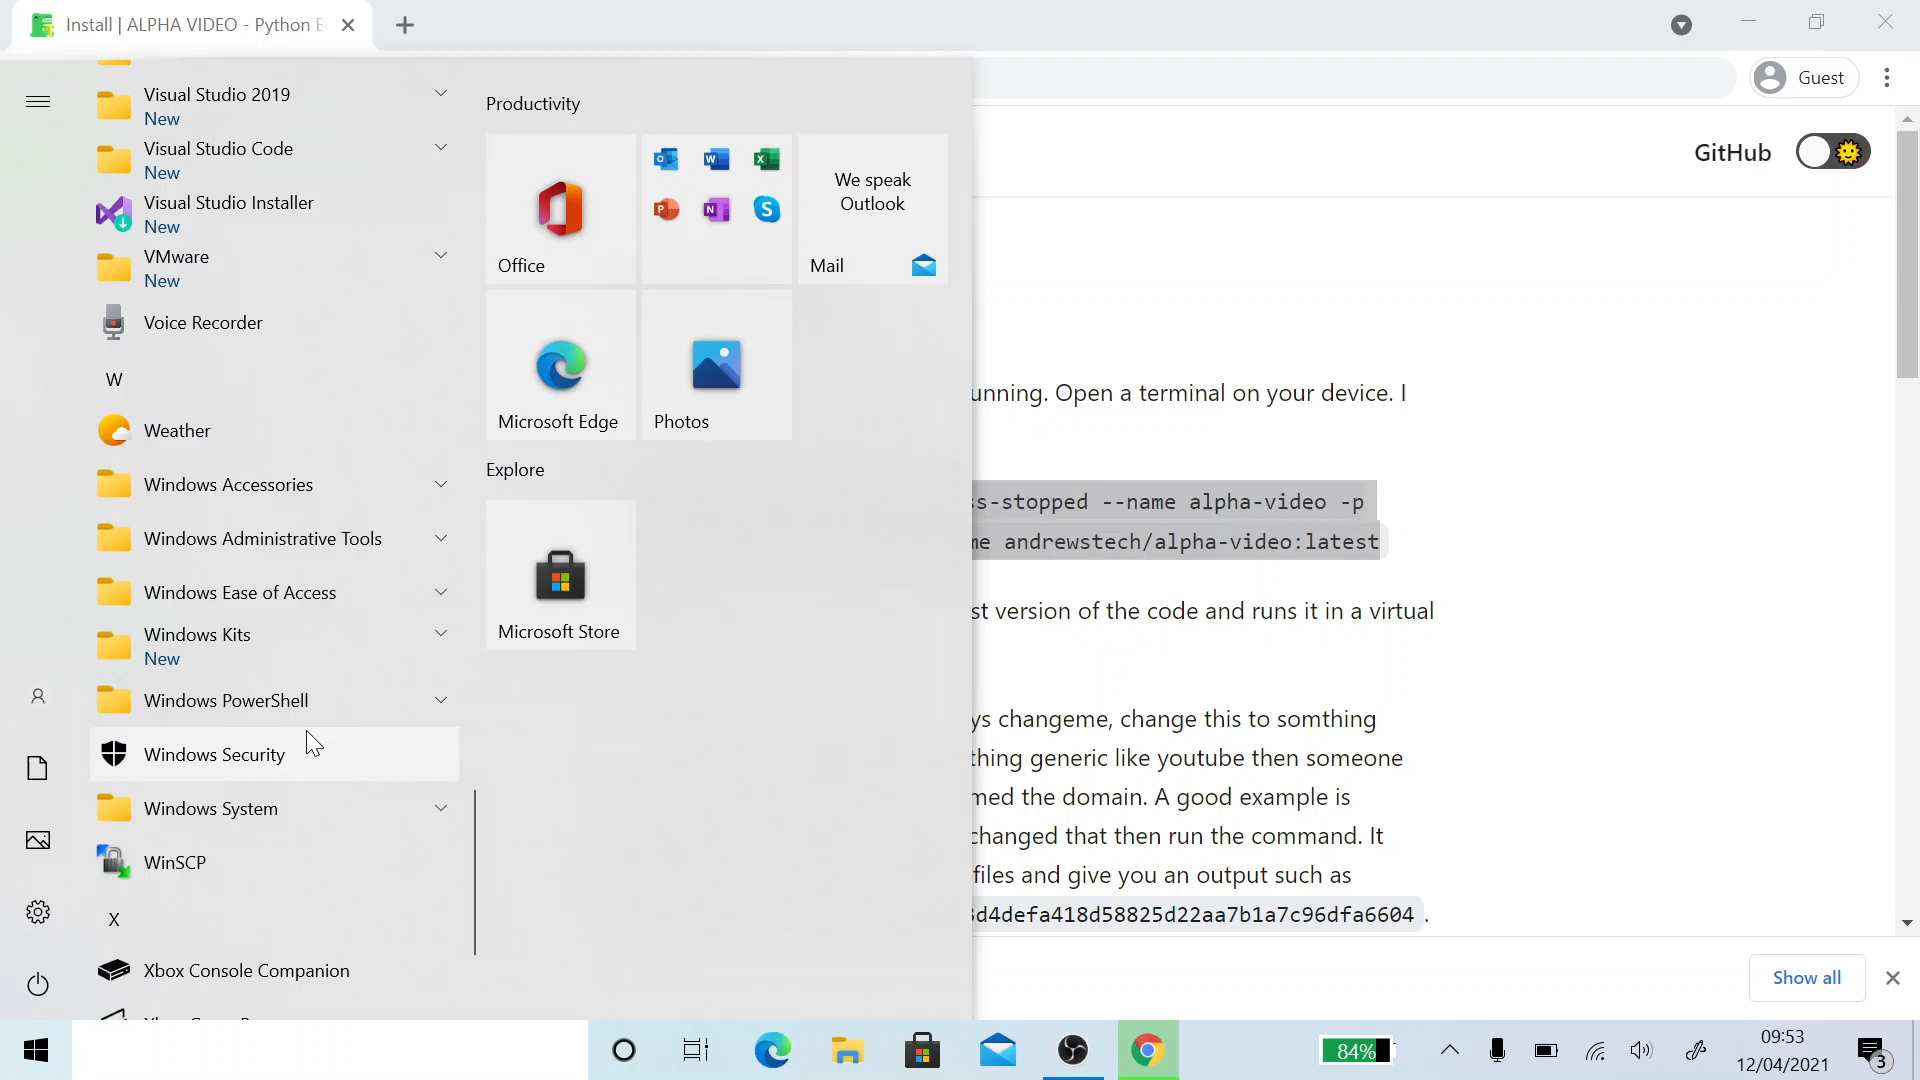 Install | ALPHA VIDEO - Python E
Guest
Visual Studio 2019
New
Visual Studio Code
New
Visual Studio Installer
New
VMware
New
Voice Recorder
W
Weather
Windows Accessories
Windows Administrative Tools
Windows Ease of Access
Windows Kits
New
Windows PowerShell
Windows Security
Windows System
WinSCP
X
Xbox Console Companion
Productivity
Office
We speak
Outlook
Mail
Microsoft Edge
Photos
Explore
Microsoft Store
GitHub
unning. Open a terminal on your device. I
ss-stopped --name alpha-video -p
me andrewstech/alpha-video:latest
st version of the code and runs it in a virtual
ys changeme, change this to somthing
thing generic like youtube then someone
med the domain. A good example is
changed that then run the command. It
files and give you an output such as
3d4defa418d58825d22aa7b1a7c96dfa6604 .
Show all
84%
09:53
12/04/2021
3